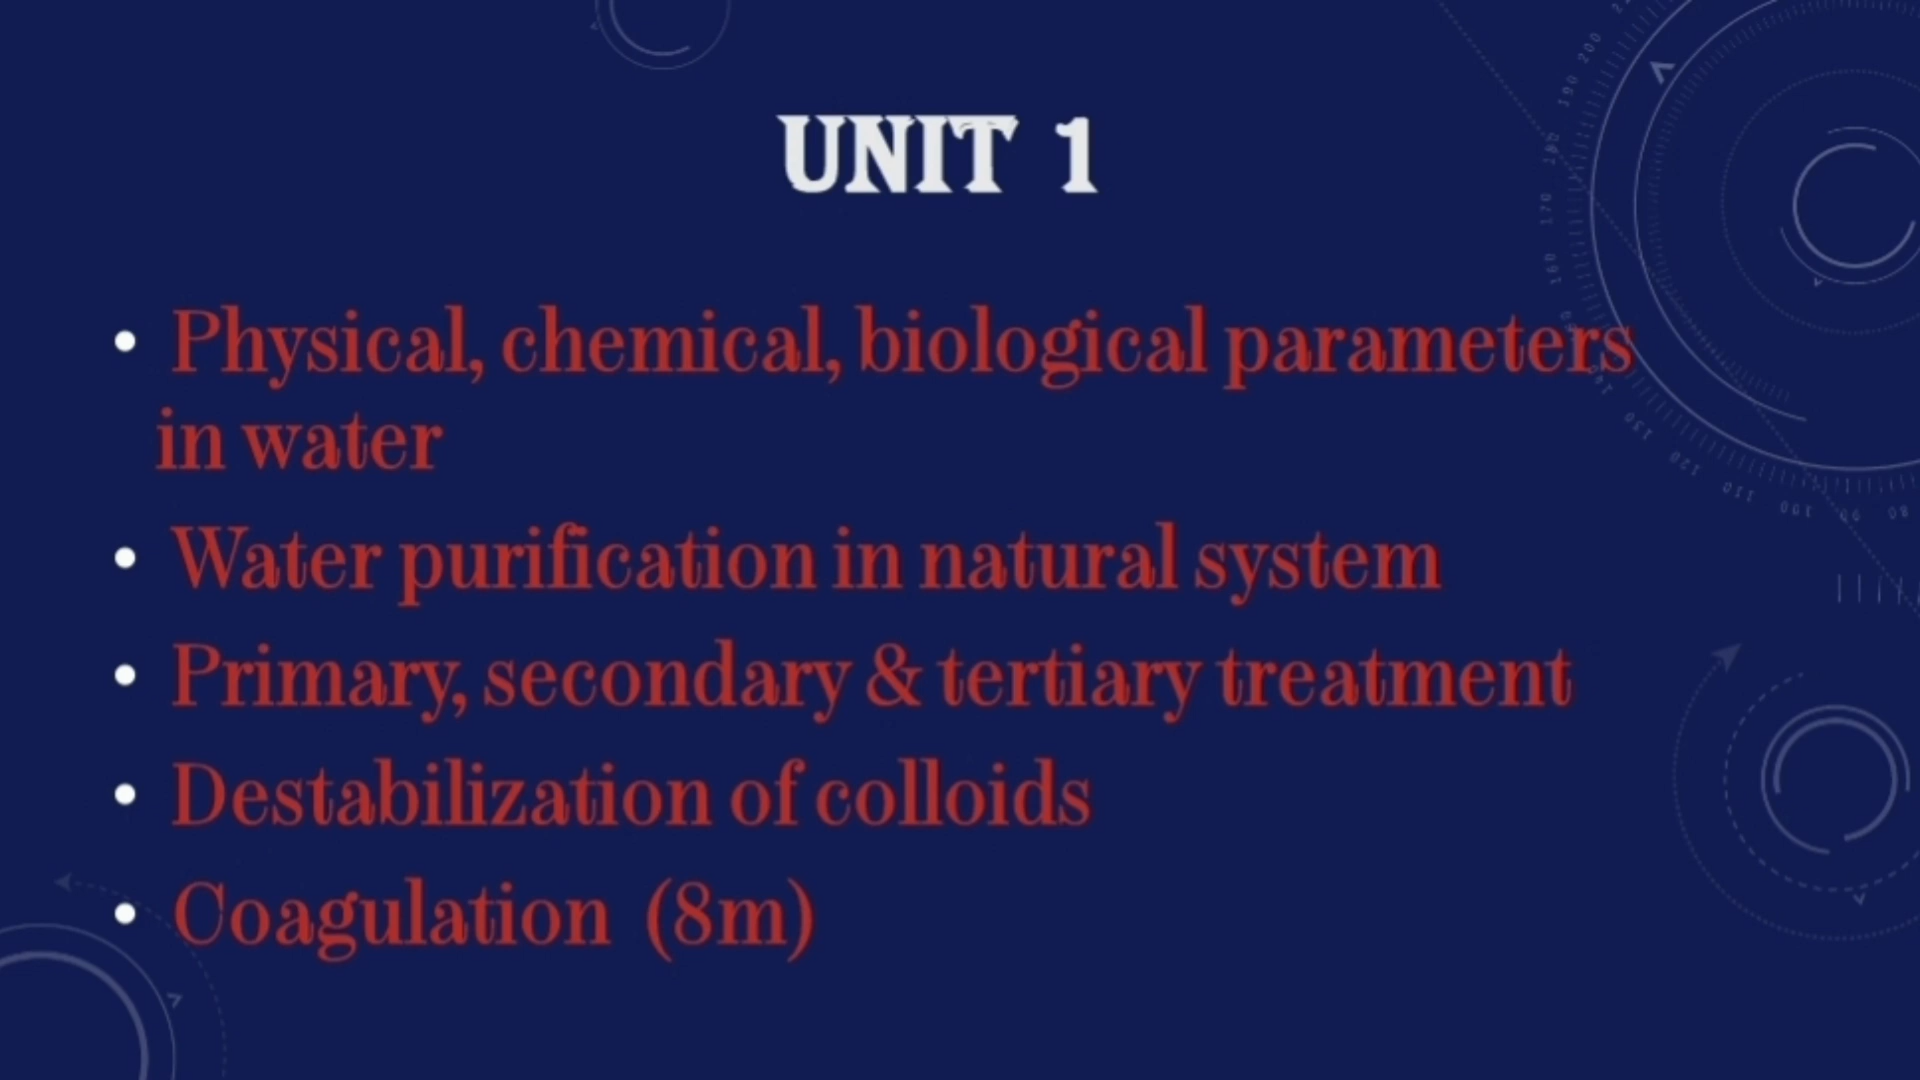 UNIT 1
• Physical, chemical, biological parameters
in water
• Water purification in natural system
• Primary, secondary & tertiary treatment
• Destabilization of colloids
• Coagulation (8m)